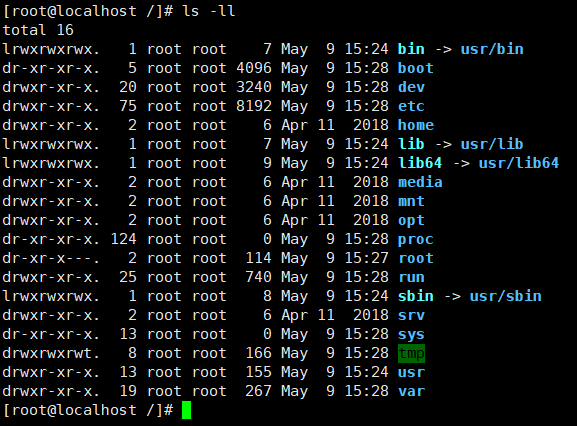 [root@localhost /]# ls -ll
total 16
lrwxrwxrwx.   1 root root    7 May  9 15:24 bin -> usr/bin
dr-xr-xr-x.   5 root root 4096 May  9 15:28 boot
drwxr-xr-x.  20 root root 3240 May  9 15:28 dev
drwxr-xr-x.  75 root root 8192 May  9 15:28 etc
drwxr-xr-x.   2 root root    6 Apr 11  2018 home
lrwxrwxrwx.   1 root root    7 May  9 15:24 lib -> usr/lib
lrwxrwxrwx.   1 root root    9 May  9 15:24 lib64 -> usr/lib64
drwxr-xr-x.   2 root root    6 Apr 11  2018 media
drwxr-xr-x.   2 root root    6 Apr 11  2018 mnt
drwxr-xr-x.   2 root root    6 Apr 11  2018 opt
dr-xr-xr-x. 124 root root    0 May  9 15:28 proc
dr-xr-x---.   2 root root  114 May  9 15:27 root
drwxr-xr-x.  25 root root  740 May  9 15:28 run
lrwxrwxrwx.   1 root root    8 May  9 15:24 sbin -> usr/sbin
drwxr-xr-x.   2 root root    6 Apr 11  2018 srv
dr-xr-xr-x.  13 root root    0 May  9 15:28 sys
drwxrwxrwt.   8 root root  166 May  9 15:28 tmp
drwxr-xr-x.  13 root root  155 May  9 15:24 usr
drwxr-xr-x.  19 root root  267 May  9 15:28 var
[root@localhost /]#